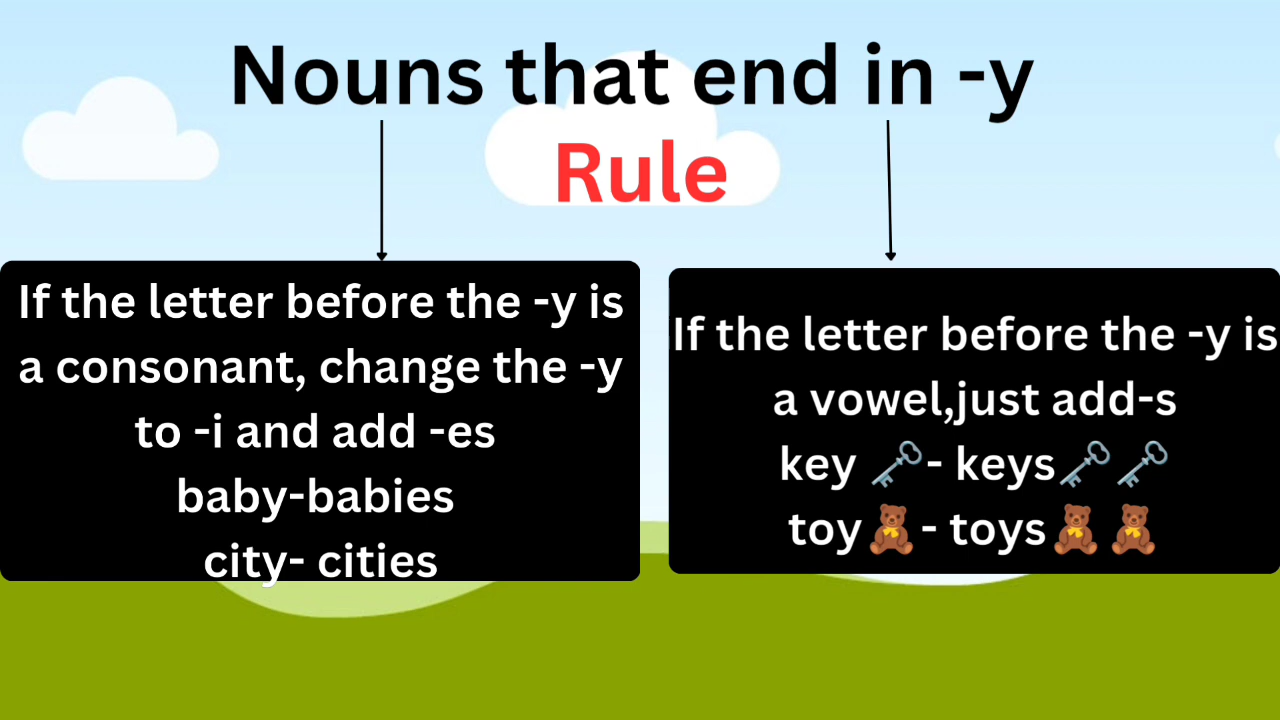 Nouns that end in -y
Rule
If the letter before the -y is
a consonant, change the -y
to -i and add -es
baby-babies
city- cities
If the letter before the -y is
a vowel,just add-s
key 🗝️- keys🗝️🗝️
toy🧸- toys🧸🧸